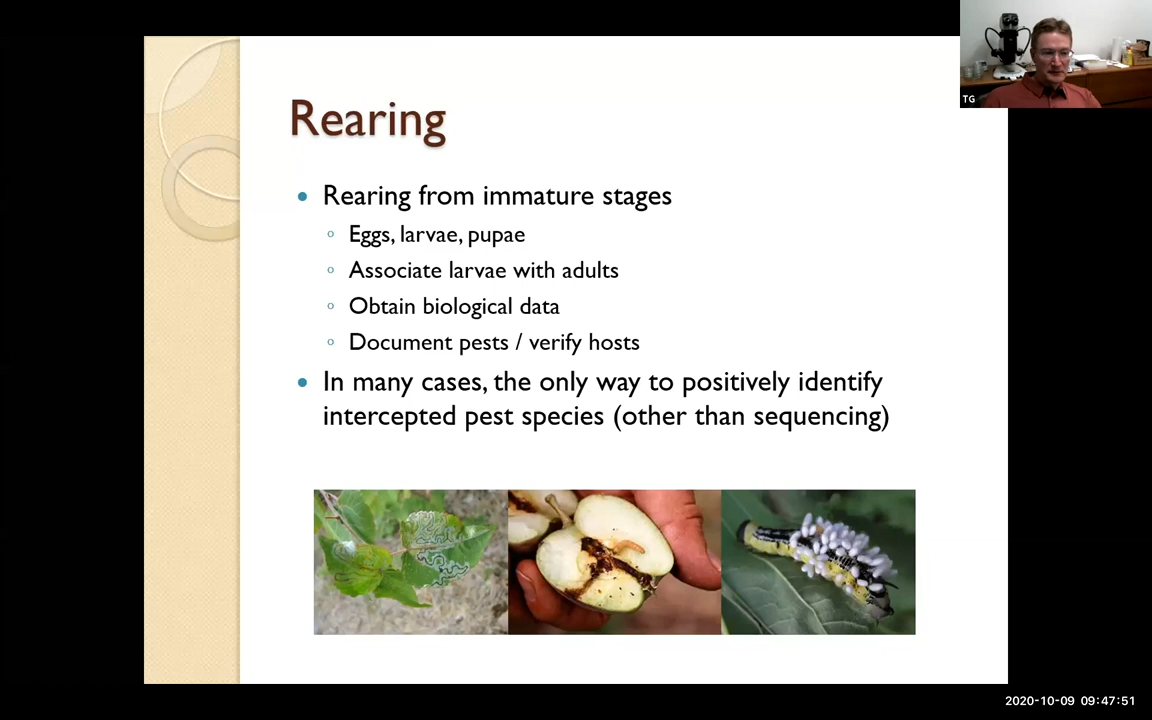 TG
Rearing
• Rearing from immature stages
◦ Eggs, larvae, pupae
◦ Associate larvae with adults
◦ Obtain biological data
◦ Document pests / verify hosts
• In many cases, the only way to positively identify
intercepted pest species (other than sequencing)
2020-10-09 09:47:51